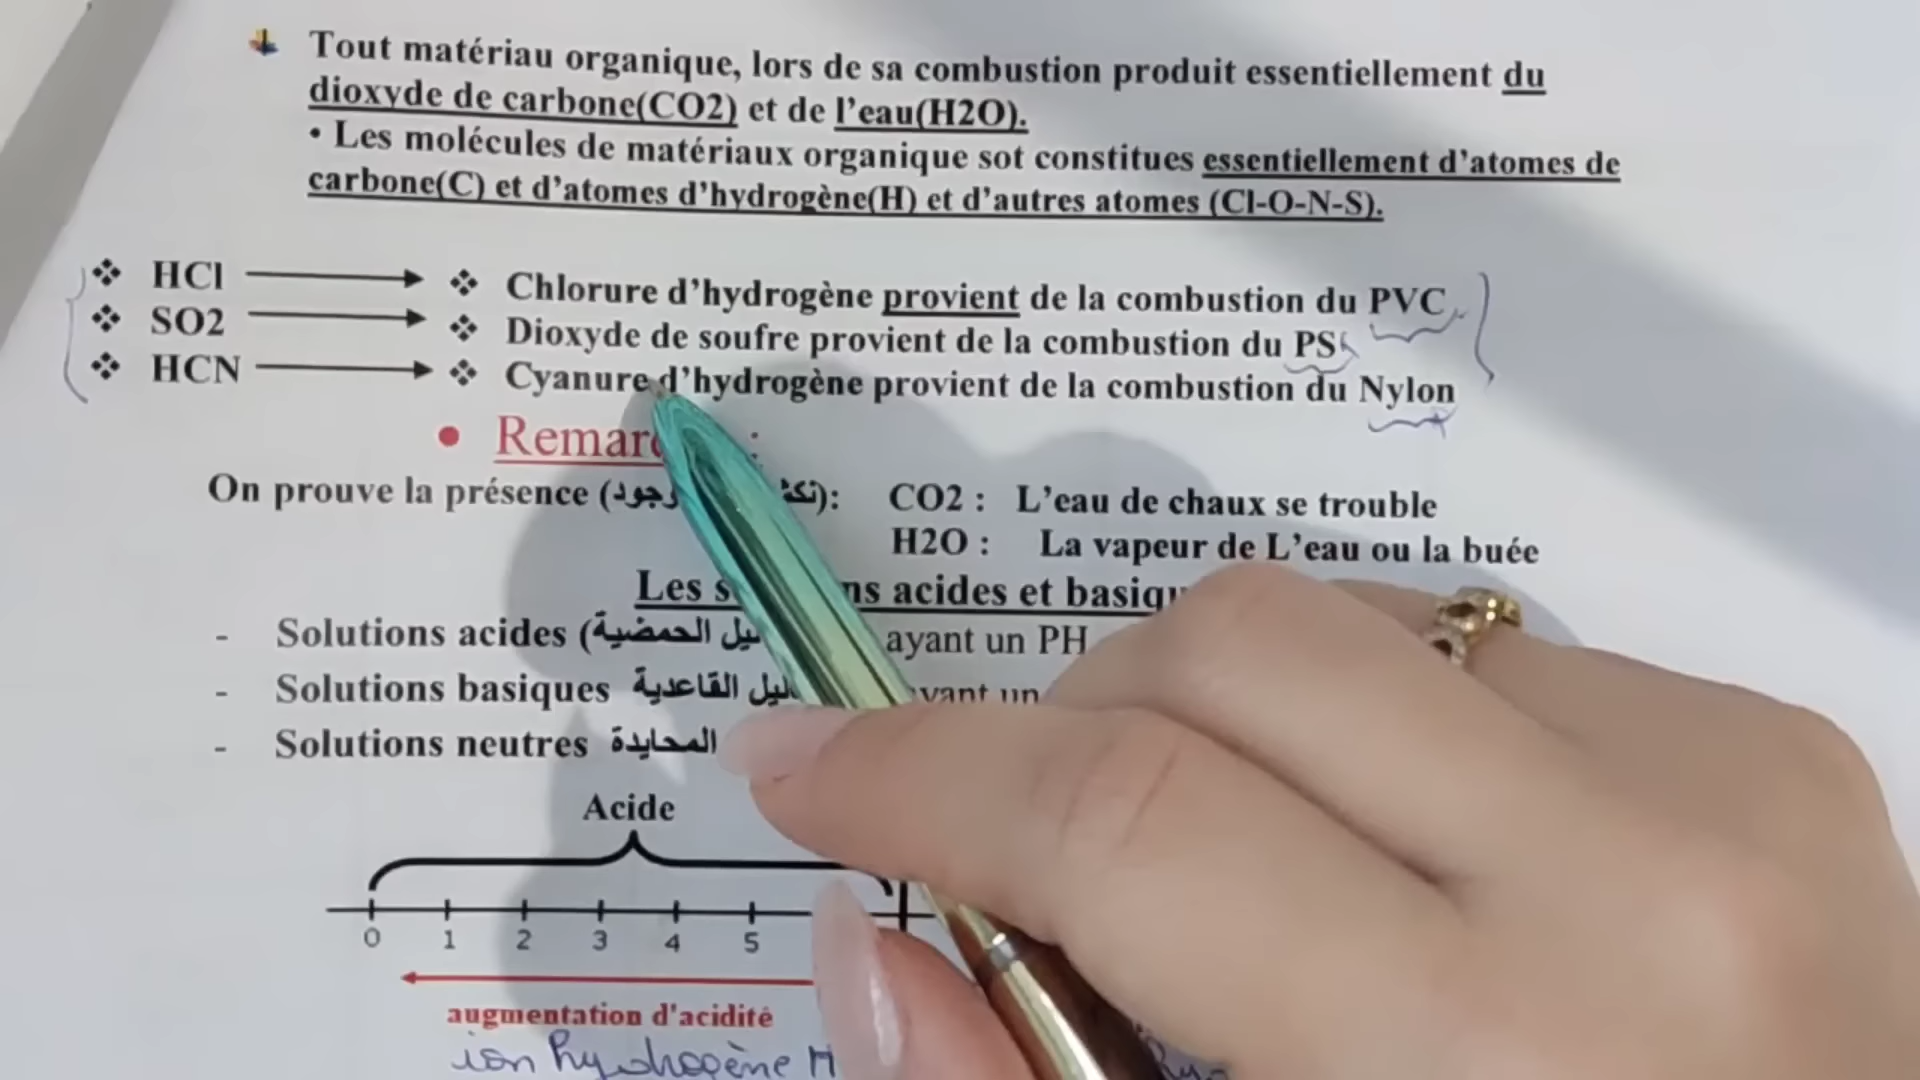 Tout matériau organique, lors de sa combustion produit essentiellement du
dioxyde de carbone(CO2) et de l'eau(H2O).
• Les molécules de matériaux organique sot constitues essentiellement d'atomes de
carbone(C) et d'atomes d'hydrogène(H) et d'autres atomes (Cl-O-N-S).
❖ HCl ❖ Chlorure d'hydrogène provient de la combustion du PVC
❖ SO2 ❖ Dioxyde de soufre provient de la combustion du PS
❖ HCN ❖ Cyanure d'hydrogène provient de la combustion du Nylon
On prouve la présence ( ): CO2 : L'eau de chaux se trouble
H2O : La vapeur de L'eau ou la buée
Les acides et
- Solutions acides (الحمضية ayant un PH
- Solutions basiques القاعدية un
- Solutions neutres المحايدة
Acide
0 1 2 3 4 5
augmentation d'acidité
ion hydrogène H